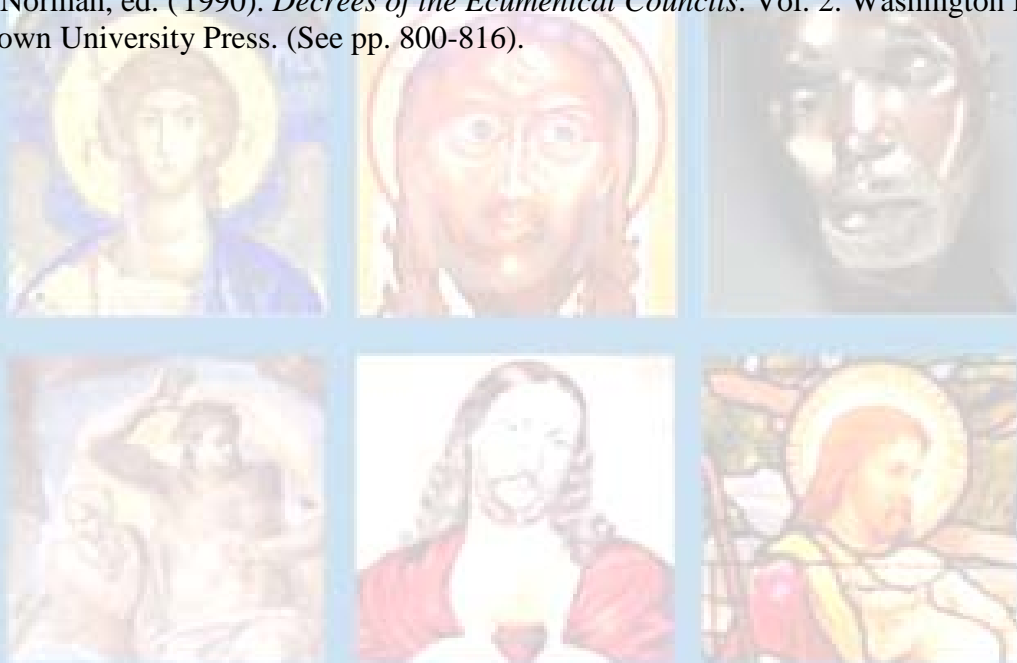 Norman, ed. (1990). Decrees of the Ecumenical Councils. Vol. 2. Washington
own University Press. (See pp. 800-816).